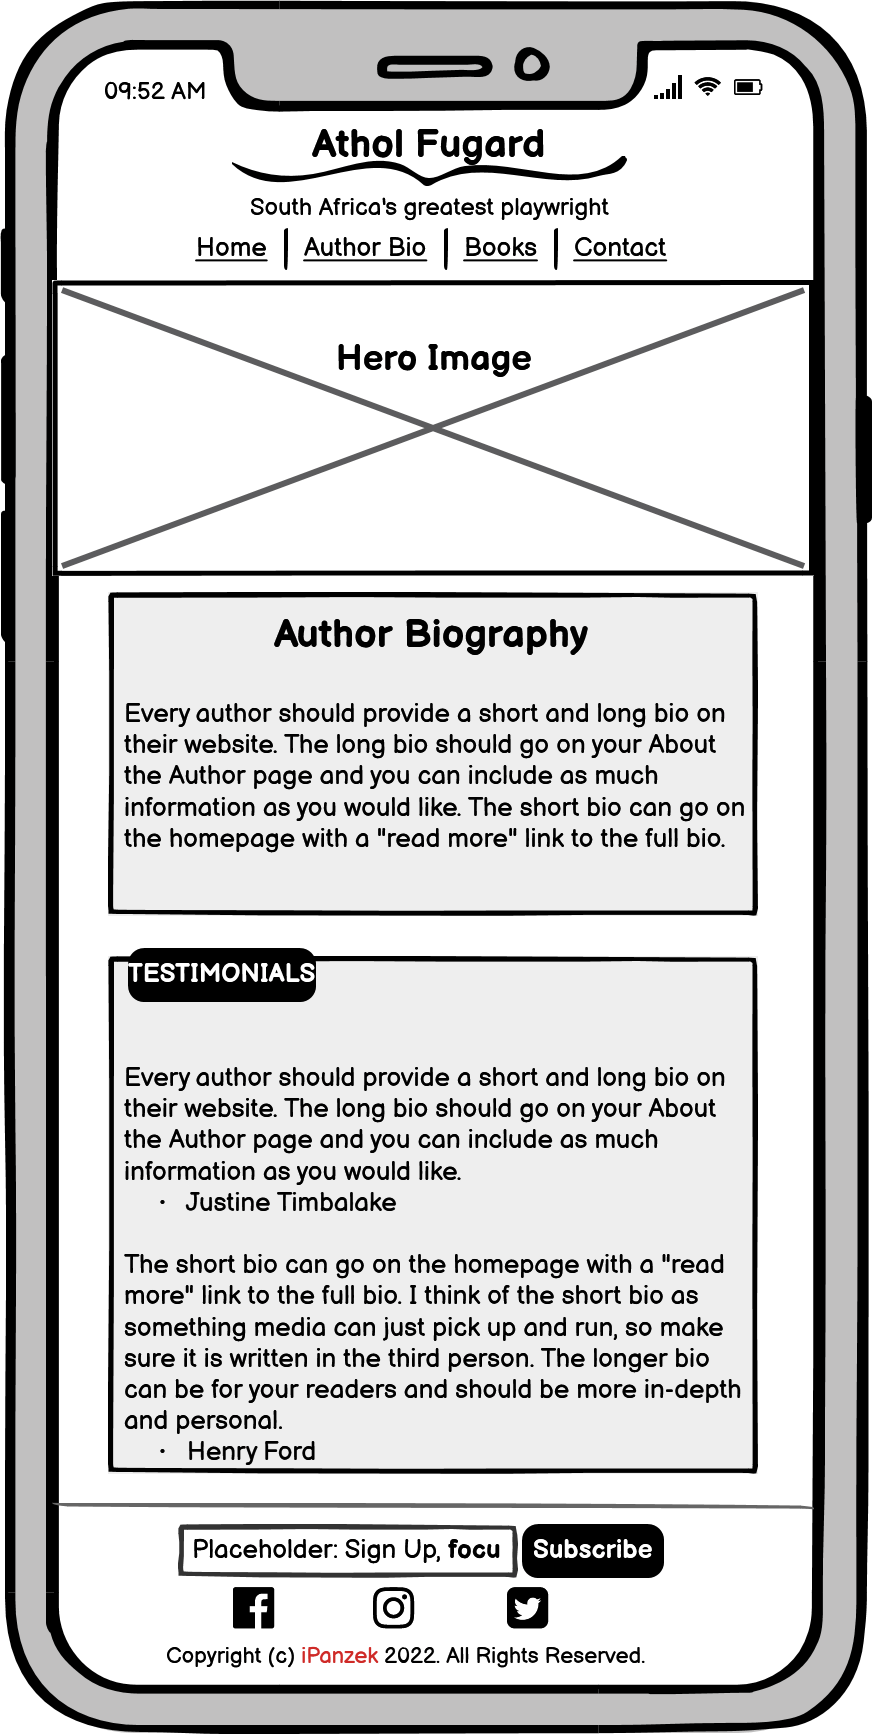 09:52 AM
Athol Fugard
South Africa's greatest playwright
Home | Author Bio | Books | Contact
Hero Image
Author Biography
Every author should provide a short and long bio on
their website. The long bio should go on your About
the Author page and you can include as much
information as you would like. The short bio can go on
the homepage with a "read more" link to the full bio.
TESTIMONIALS
Every author should provide a short and long bio on
their website. The long bio should go on your About
the Author page and you can include as much
information as you would like.
· Justine Timbalake
The short bio can go on the homepage with a "read
more" link to the full bio. I think of the short bio as
something media can just pick up and run, so make
sure it is written in the third person. The longer bio
can be for your readers and should be more in-depth
and personal.
· Henry Ford
Placeholder: Sign Up, focu Subscribe
Copyright (c) iPanzek 2022. All Rights Reserved.